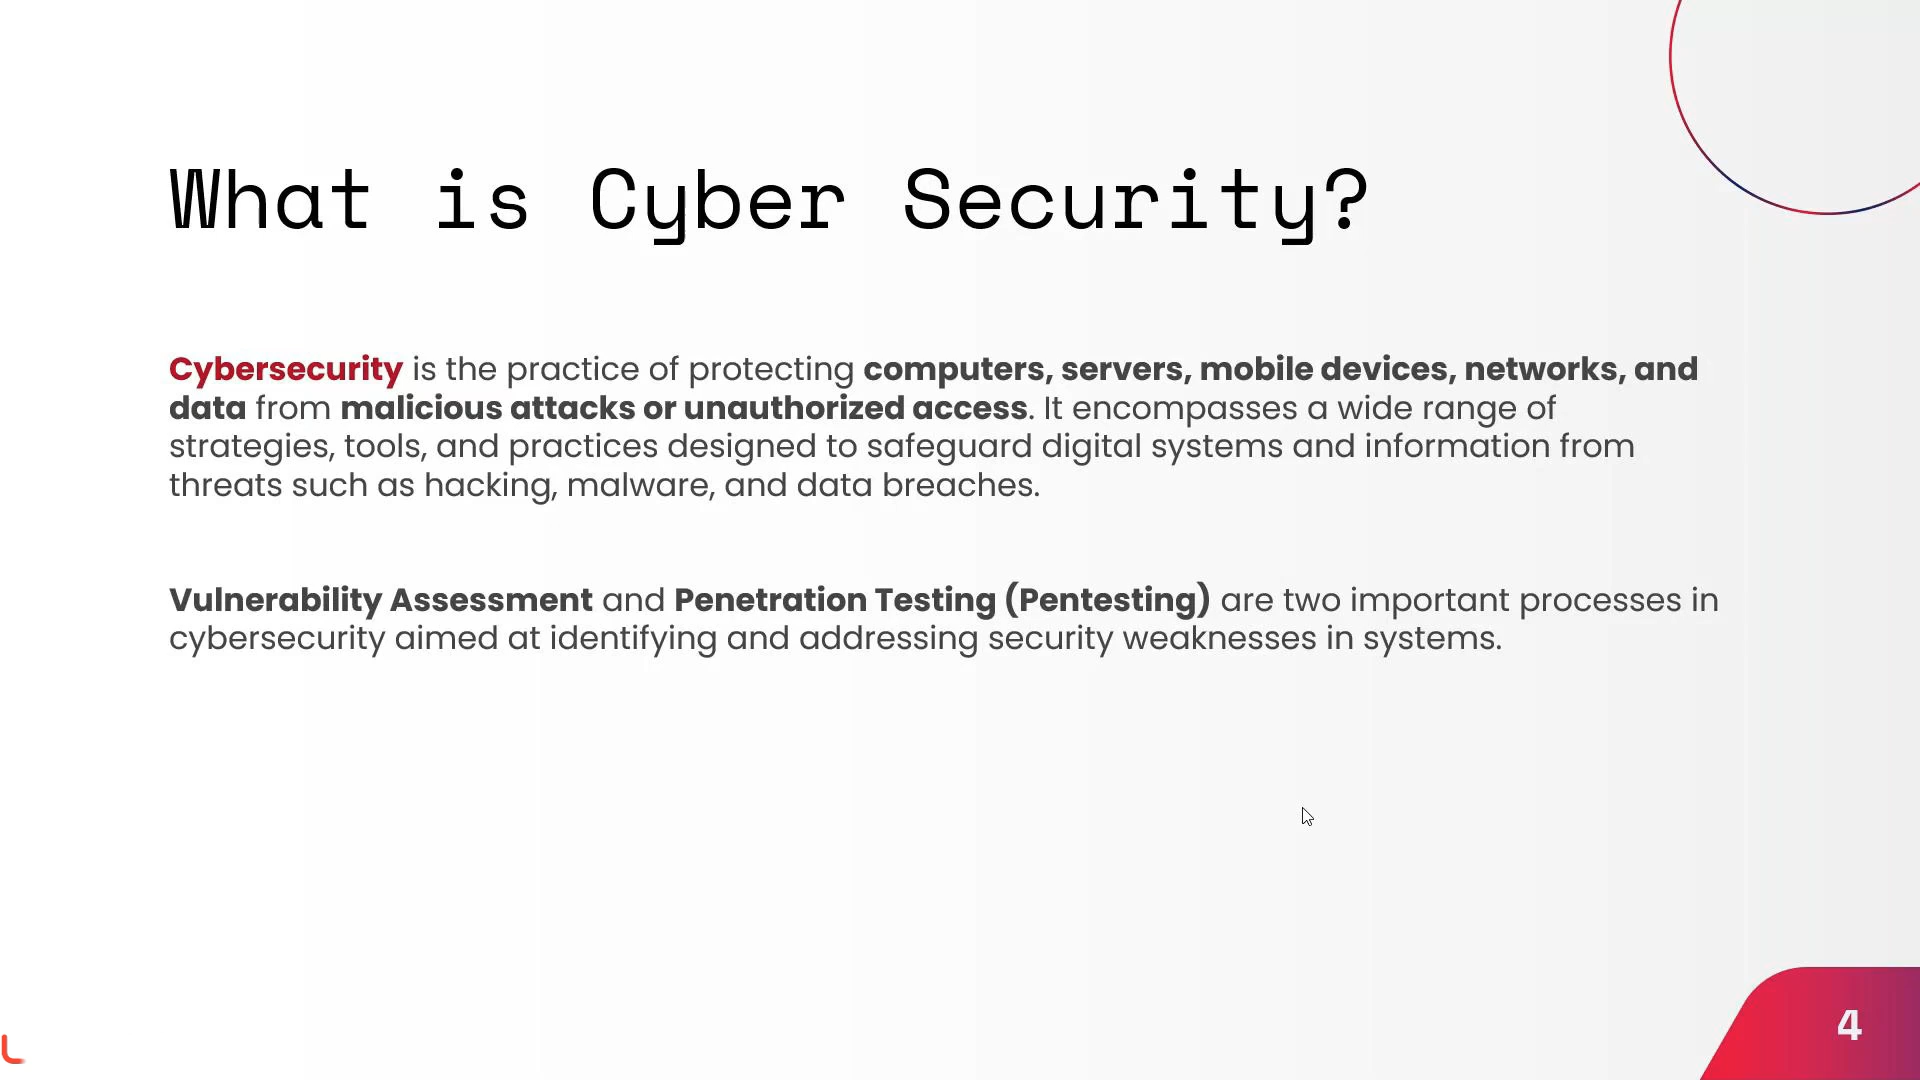 What is Cyber Security?
Cybersecurity is the practice of protecting computers, servers, mobile devices, networks, and
data from malicious attacks or unauthorized access. It encompasses a wide range of
strategies, tools, and practices designed to safeguard digital systems and information from
threats such as hacking, malware, and data breaches.
Vulnerability Assessment and Penetration Testing (Pentesting) are two important processes in
cybersecurity aimed at identifying and addressing security weaknesses in systems.
4